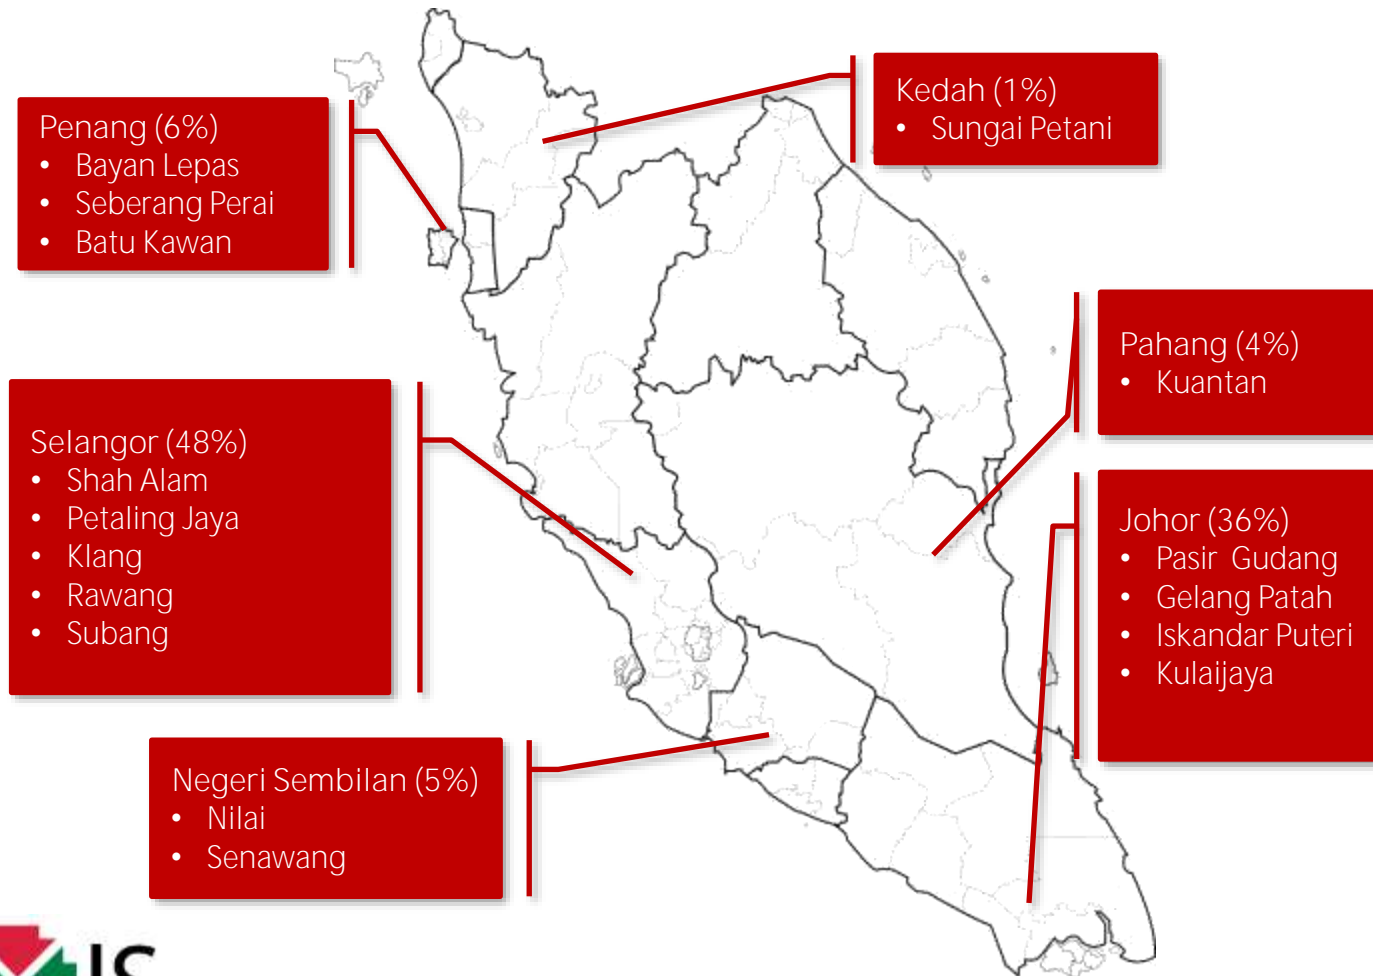 Kedah (1%)
• Sungai Petani
Penang (6%)
• Bayan Lepas
• Seberang Perai
• Batu Kawan
Pahang (4%)
• Kuantan
Selangor (48%)
• Shah Alam
• Petaling Jaya
• Klang
• Rawang
• Subang
Johor (36%)
• Pasir Gudang
• Gelang Patah
• Iskandar Puteri
• Kulaijaya
Negeri Sembilan (5%)
• Nilai
• Senawang